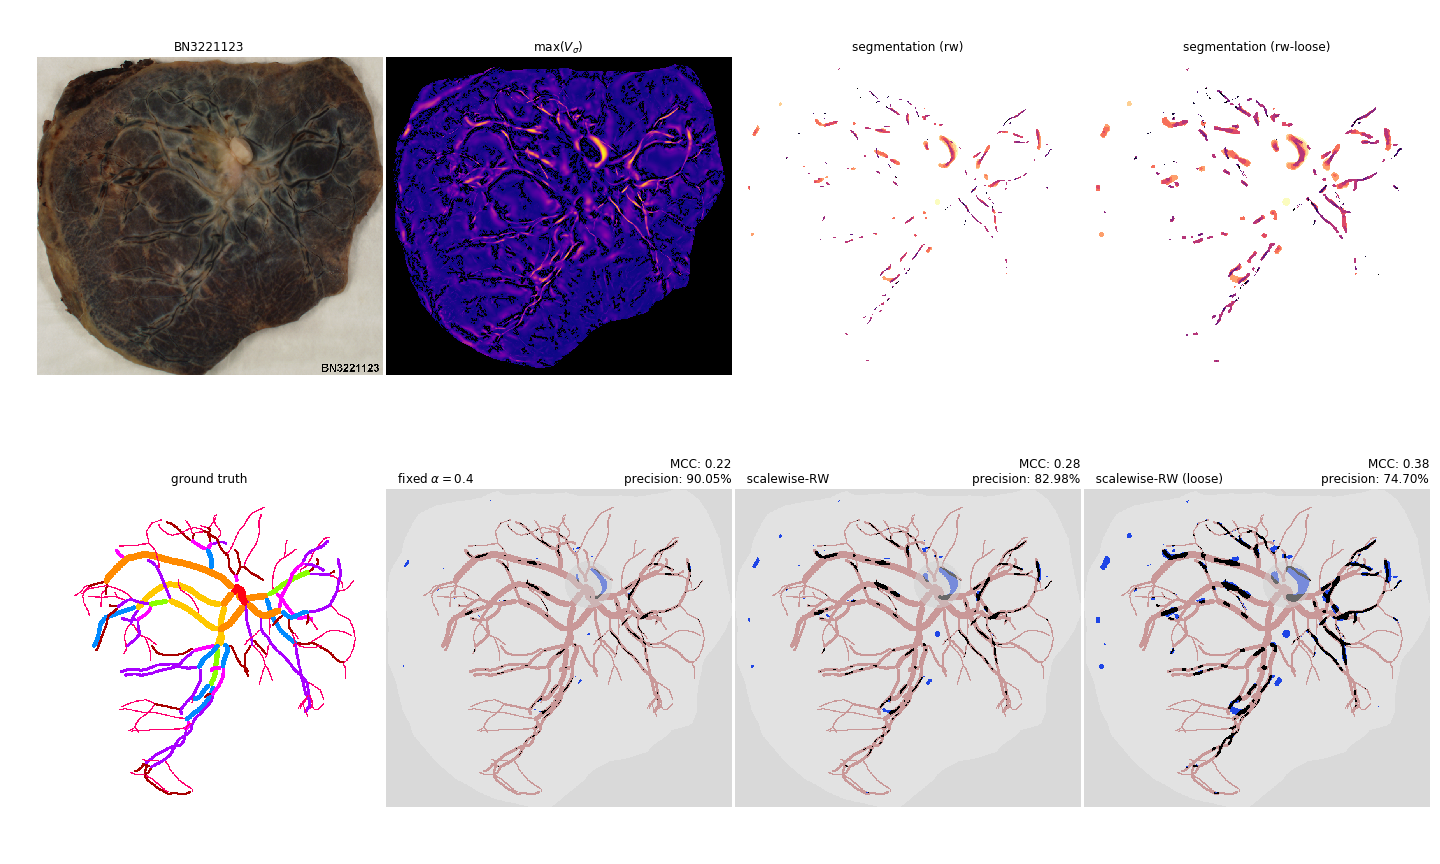 BN3221123
max(V_σ)
segmentation (rw)
segmentation (rw-loose)
BN3221123
ground truth
fixed α = 0.4
MCC: 0.22
precision: 90.05%
scalewise-RW
MCC: 0.28
precision: 82.98%
scalewise-RW (loose)
MCC: 0.38
precision: 74.70%